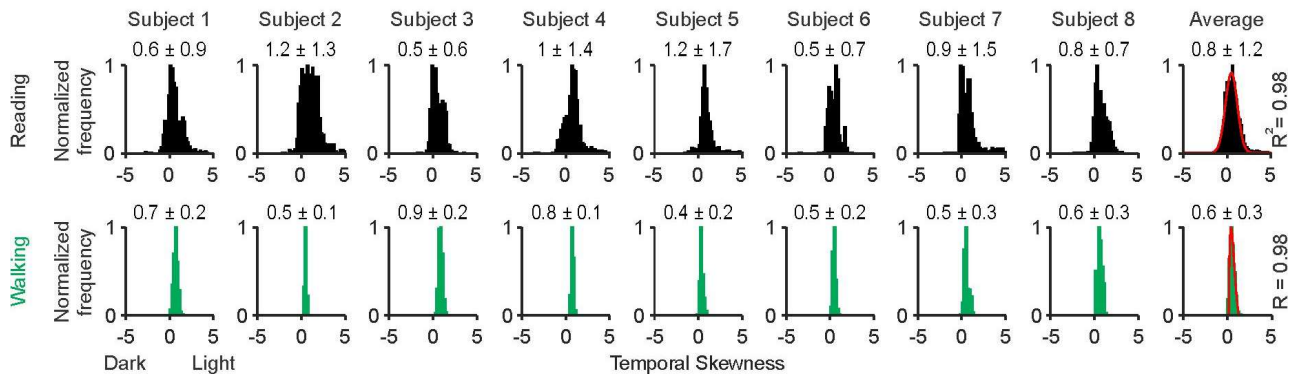 Subject 1 Subject 2 Subject 3 Subject 4 Subject 5 Subject 6 Subject 7 Subject 8 Average
0.6 ± 0.9 1.2 ± 1.3 0.5 ± 0.6 1 ± 1.4 1.2 ± 1.7 0.5 ± 0.7 0.9 ± 1.5 0.8 ± 0.7 0.8 ± 1.2
Reading
Normalized
frequency
1 1 1 1 1 1 1 1 1
0 0 0 0 0 0 0 0 0
R² = 0.98
-5 0 5 -5 0 5 -5 0 5 -5 0 5 -5 0 5 -5 0 5 -5 0 5 -5 0 5 -5 0 5
0.7 ± 0.2 0.5 ± 0.1 0.9 ± 0.2 0.8 ± 0.1 0.4 ± 0.2 0.5 ± 0.2 0.5 ± 0.3 0.6 ± 0.3 0.6 ± 0.3
Walking
Normalized
frequency
1 1 1 1 1 1 1 1 1
0 0 0 0 0 0 0 0 0
R = 0.98
-5 0 5 -5 0 5 -5 0 5 -5 0 5 -5 0 5 -5 0 5 -5 0 5 -5 0 5 -5 0 5
Dark Light Temporal Skewness